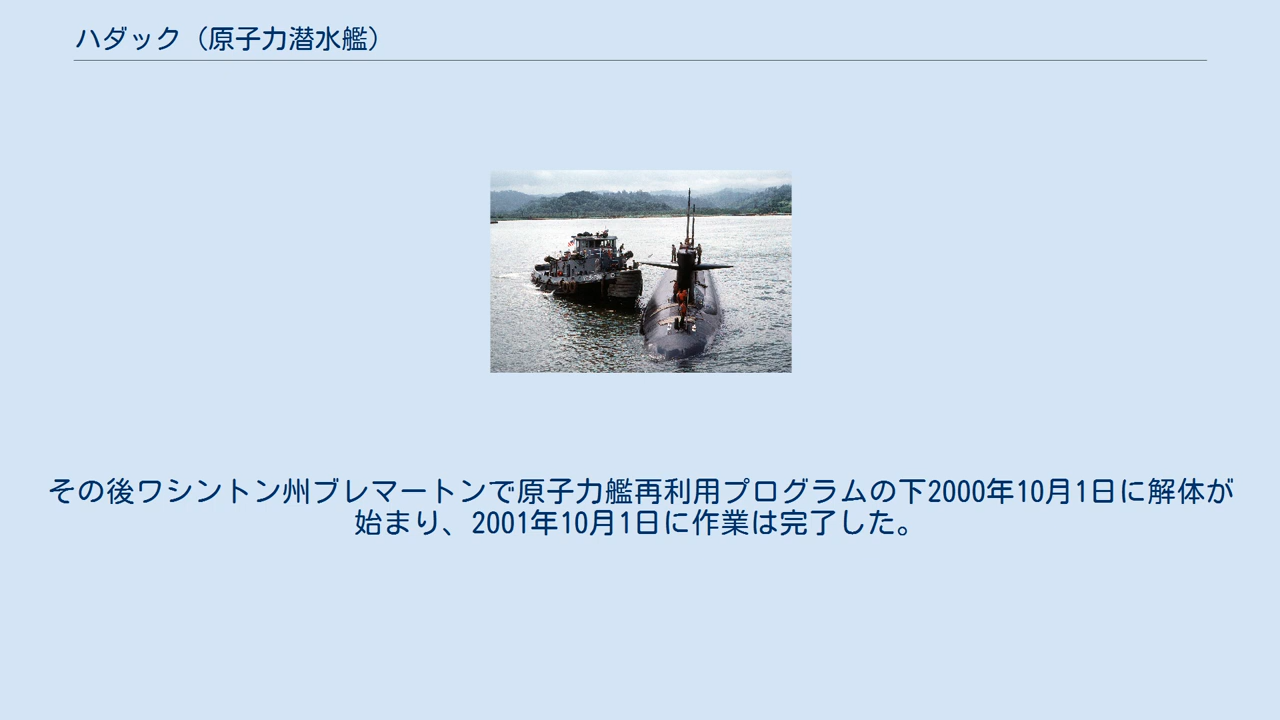 ハダック（原子力潜水艦）
その後ワシントン州ブレマートンで原子力艦再利用プログラムの下2000年10月1日に解体が
始まり、2001年10月1日に作業は完了した。